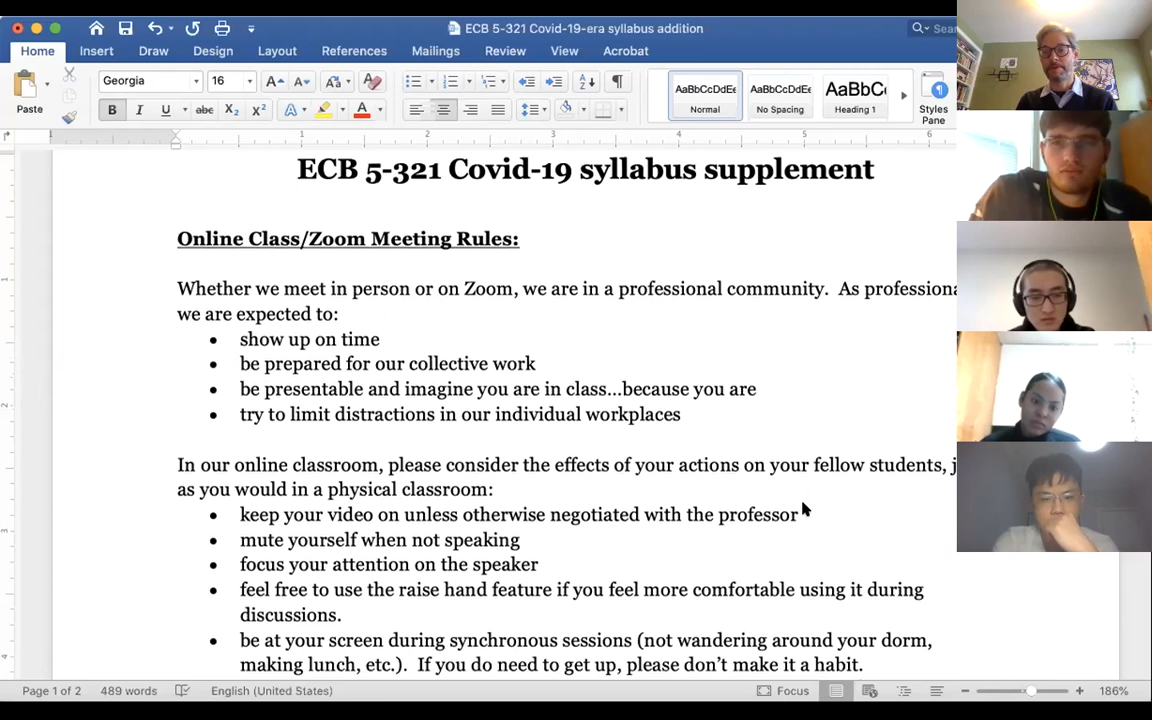 ECB 5-321 Covid-19-era syllabus addition
Home Insert Draw Design Layout References Mailings Review View Acrobat
Paste
Georgia 16
AaBbCcDdEe AaBbCcDdEe AaBbCc
Normal No Spacing Heading 1
Styles
Pane
1 1 2 3 4 5 6
ECB 5-321 Covid-19 syllabus supplement
Online Class/Zoom Meeting Rules:
Whether we meet in person or on Zoom, we are in a professional community. As
we are expected to:
• show up on time
• be prepared for our collective work
• be presentable and imagine you are in class...because you are
• try to limit distractions in our individual workplaces
In our online classroom, please consider the effects of your actions on your fellow students,
as you would in a physical classroom:
• keep your video on unless otherwise negotiated with the professor
• mute yourself when not speaking
• focus your attention on the speaker
• feel free to use the raise hand feature if you feel more comfortable using it during
discussions.
• be at your screen during synchronous sessions (not wandering around your dorm,
making lunch, etc.). If you do need to get up, please don't make it a habit.
Page 1 of 2 489 words English (United States) Focus 186%